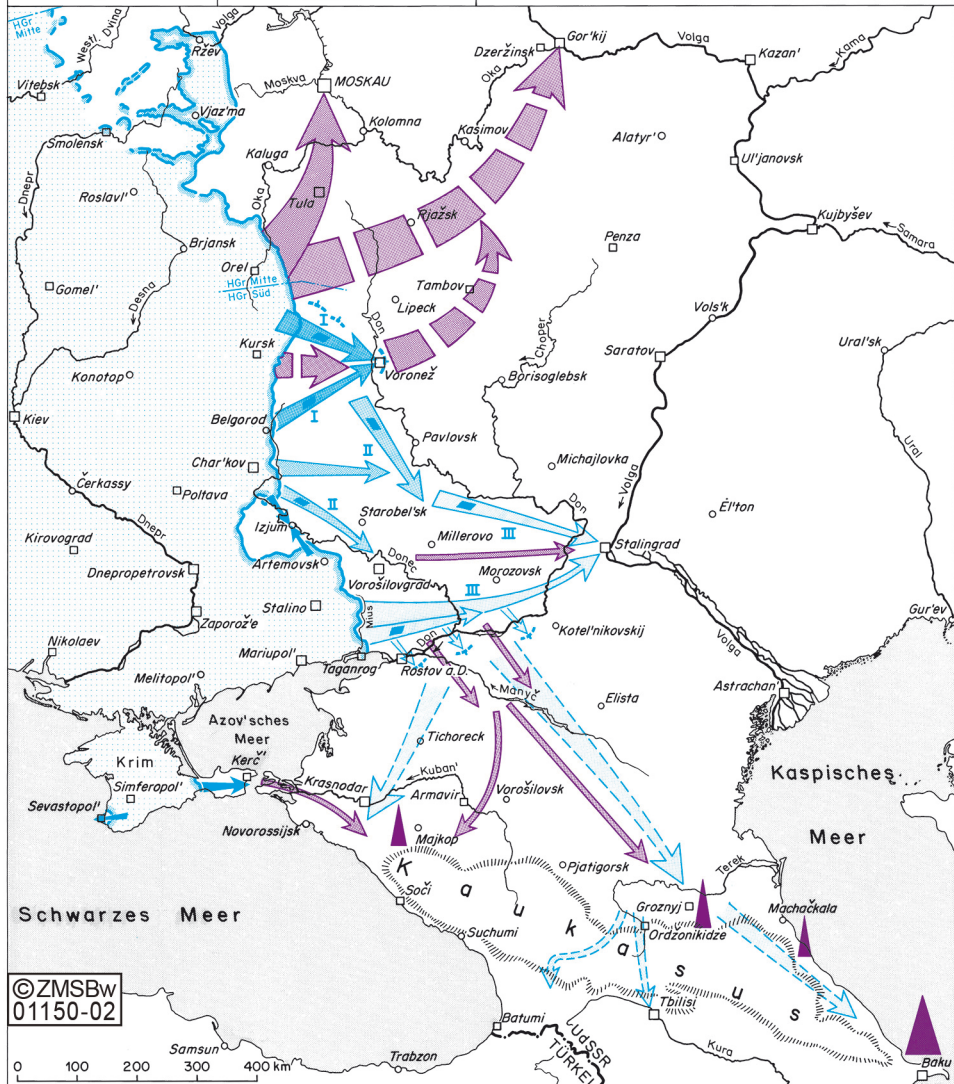 HGr
Mitte
Westl. Dvina
Volga
Ržëv
Vitebsk
Vjaz'ma
Smolensk
Moskva
MOSKAU
Kolomna
Kaluga
Oka
Tula
Dzeržinsk
Gor'kij
Volga
Kazan'
Kama
Oka
Kasimov
Alatyr'
Ul'janovsk
Dnepr
Roslavl'
Brjansk
Rjažsk
Penza
Kujbyšev
Samara
Orel
HGr Mitte
HGr Süd
Gomel'
Desna
Tambov
Lipeck
Don
I
Vols'k
Kursk
Voronež
Choper
Saratov
Ural'sk
Konotop
Borisoglebsk
Kiev
Belgorod
I
Pavlovsk
II
Michajlovka
Volga
Ural
Char'kov
Čerkassy
Poltava
II
Don
Ėl'ton
Dnepr
Starobel'sk
III
Izjum
Kirovograd
Millerovo
Donec
Stalingrad
Artemovsk
Dnepropetrovsk
Vorošilovgrad
Morozovsk
III
Stalino
Mius
Zaporož'e
Kotel'nikovskij
Gur'ev
Nikolaev
Don
Volga
Mariupol'
Taganrog
Rostov a.D.
Manyč
Astrachan'
Melitopol'
Elista
Azov'sches
Meer
Tichoreck
Krim
Kerč'
Kaspisches
Meer
Simferopol'
Krasnodar
Kuban'
Armavir
Vorošilovsk
Sevastopol'
Novorossijsk
Majkop
Pjatigorsk
Terek
Kaukasus
Soči
Groznyj
Machačkala
Schwarzes Meer
Ordžonikidze
Suchumi
©ZMSBw
01150-02
Tbilisi
Batumi
UdSSR
TÜRKEI
Kura
Samsun
Trabzon
Baku
0 100 200 300 400 km